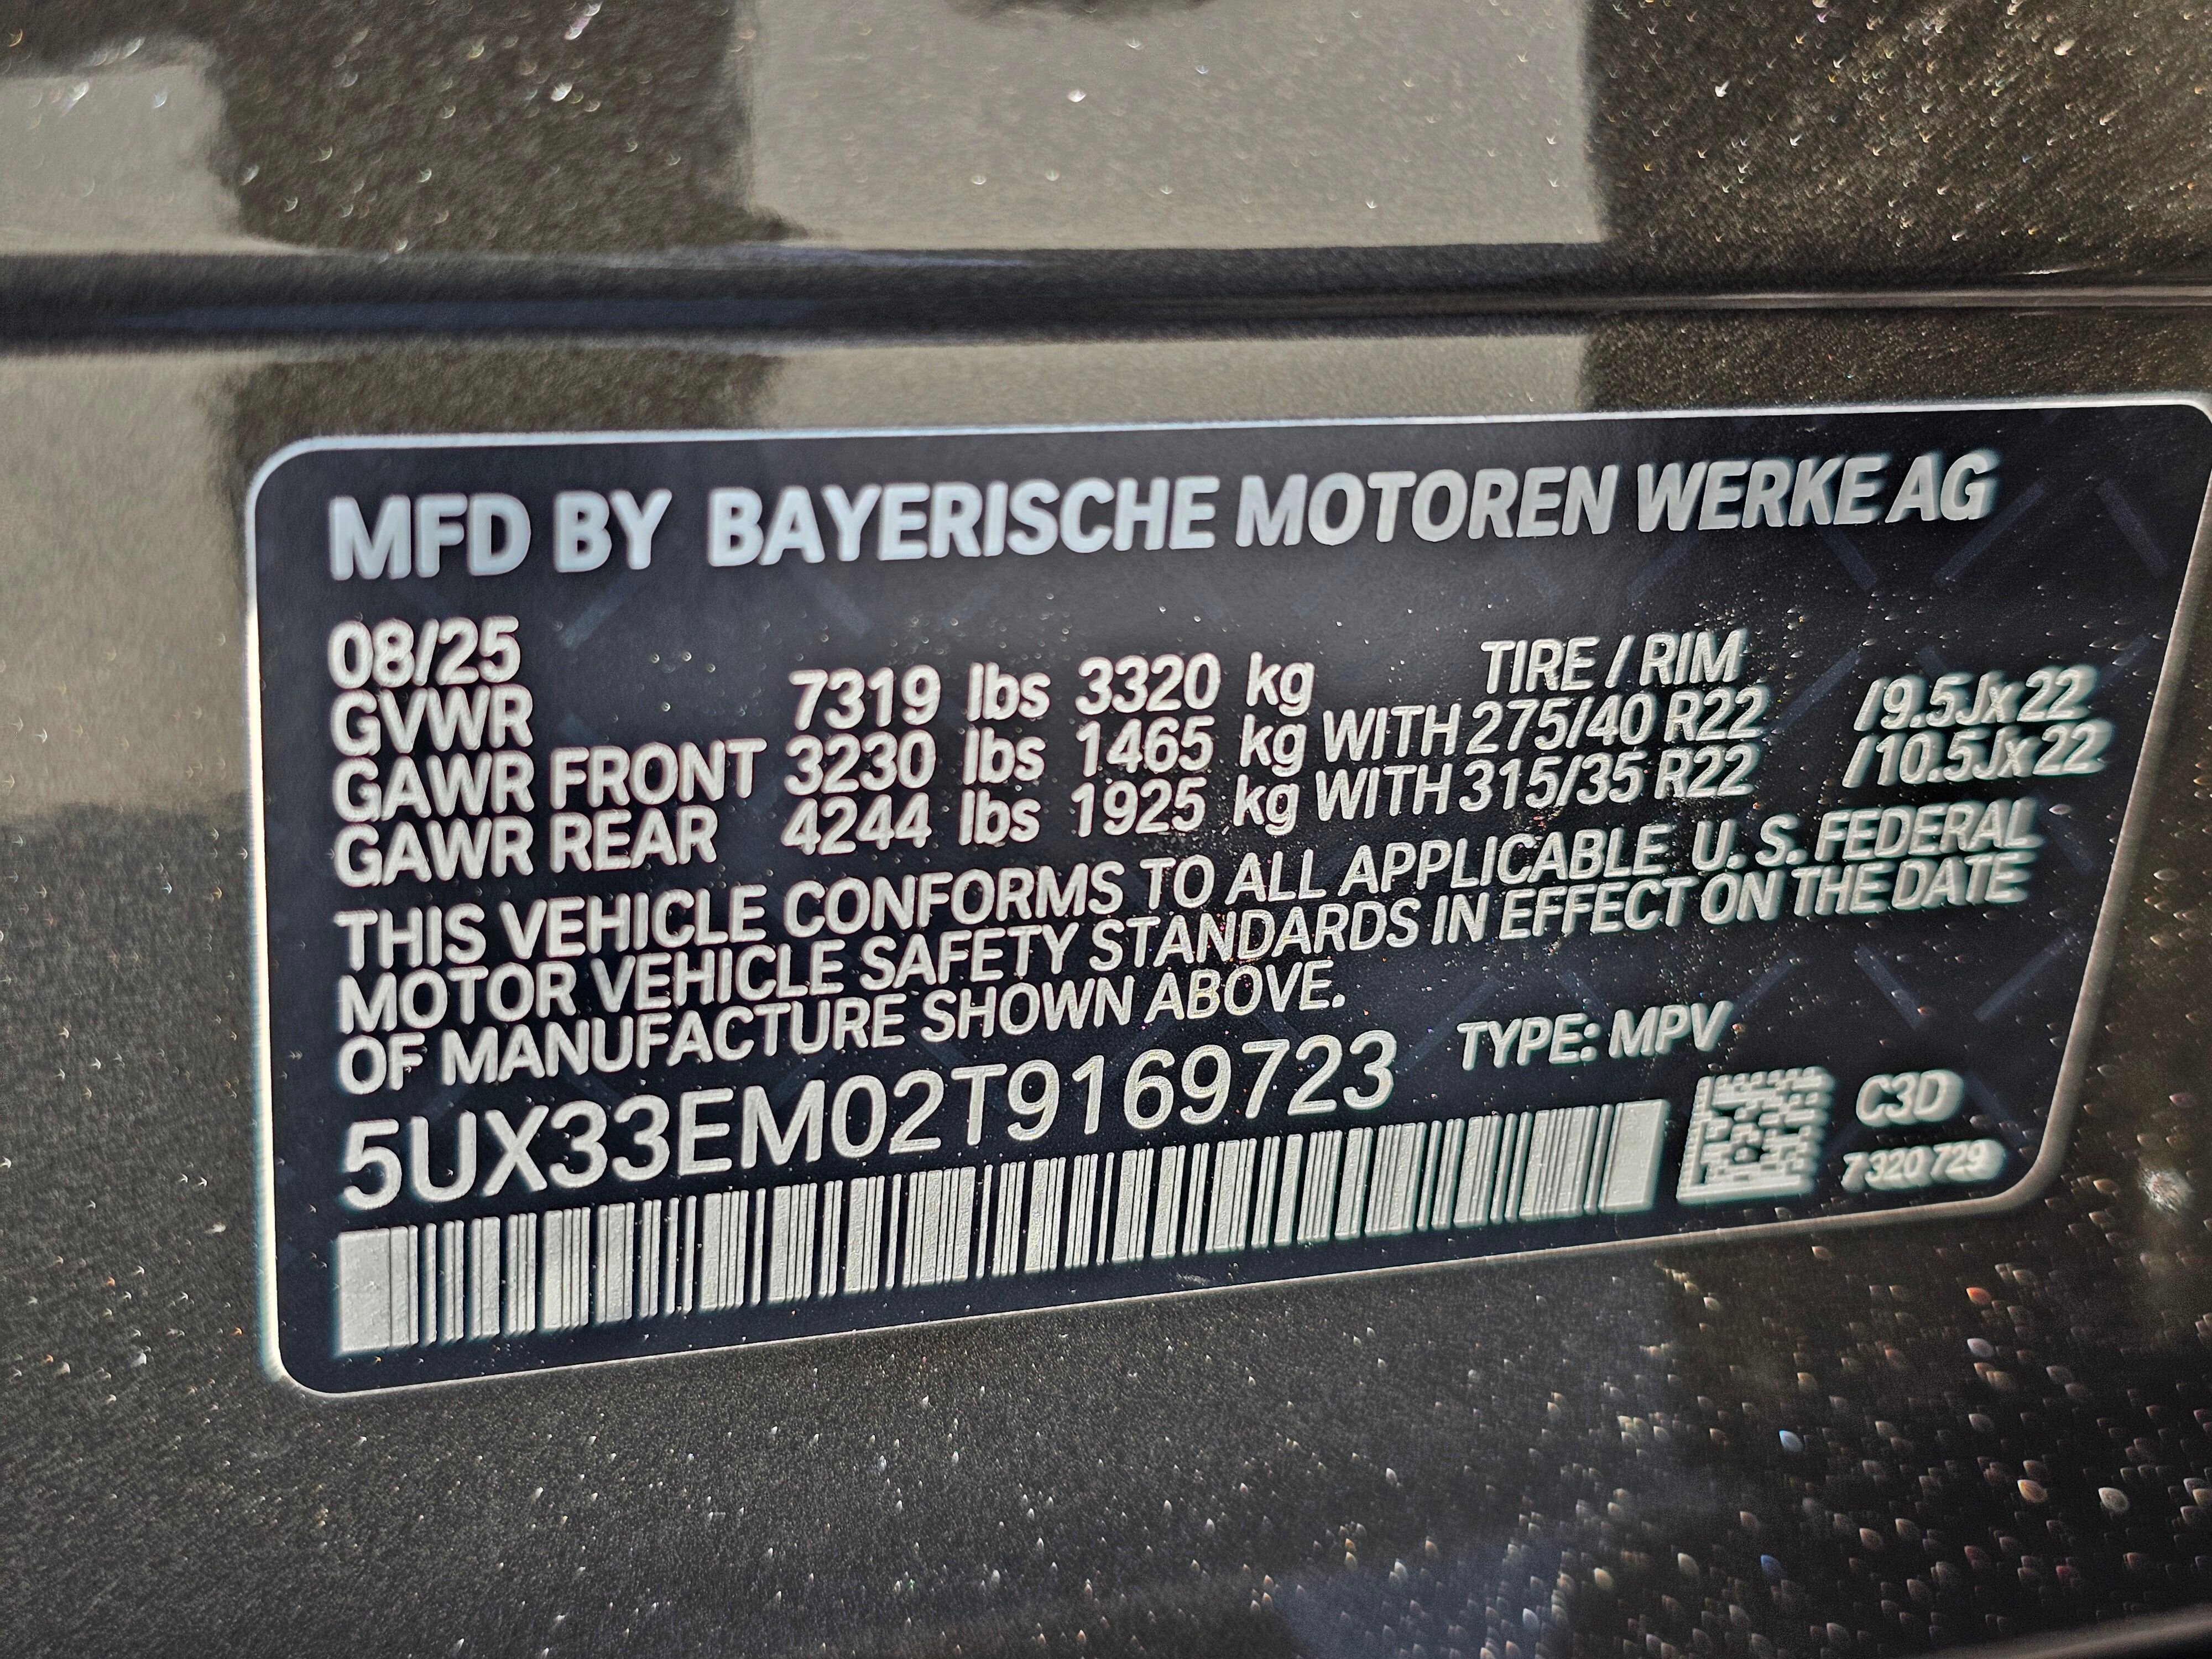 MFD BY BAYERISCHE MOTOREN WERKE AG
08/25
TIRE / RIM
GVWR 7319 lbs 3320 kg
GAWR FRONT 3230 lbs 1465 kg WITH 275/40 R22 /9.5Jx22
GAWR REAR 4244 lbs 1925 kg WITH 315/35 R22 /10.5Jx22
THIS VEHICLE CONFORMS TO ALL APPLICABLE U. S. FEDERAL
MOTOR VEHICLE SAFETY STANDARDS IN EFFECT ON THE DATE
OF MANUFACTURE SHOWN ABOVE.
5UX33EM02T9169723 TYPE: MPV
C3D
7320729